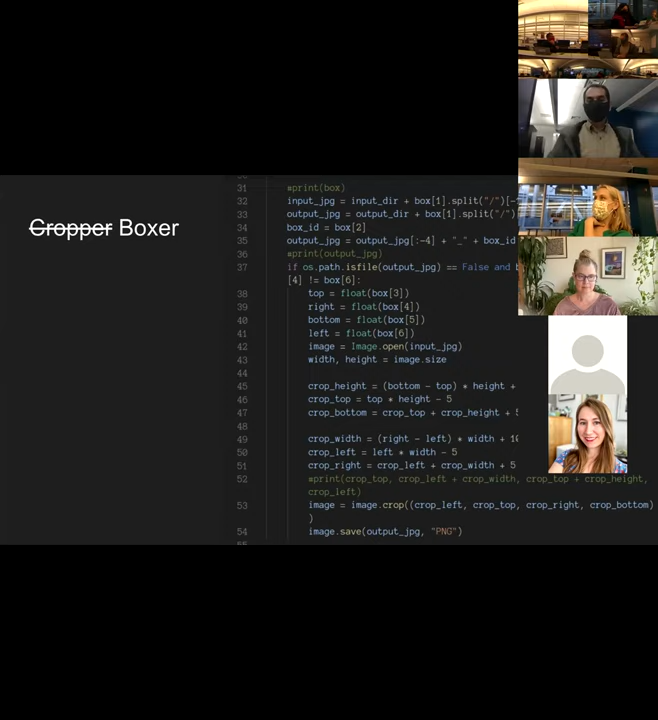 Cropper Boxer
31 #print(box)
32 input_jpg = input_dir + box[1].split("/")[-
33 output_jpg = output_dir + box[1].split("/")
34 box_id = box[2]
35 output_jpg = output_jpg[:-4] + "_" + box_id
36 #print(output_jpg)
37 if os.path.isfile(output_jpg) == False and b
[4] != box[6]:
38 top = float(box[3])
39 right = float(box[4])
40 bottom = float(box[5])
41 left = float(box[6])
42 image = Image.open(input_jpg)
43 width, height = image.size
44
45 crop_height = (bottom - top) * height +
46 crop_top = top * height - 5
47 crop_bottom = crop_top + crop_height + 5
48
49 crop_width = (right - left) * width + 10
50 crop_left = left * width - 5
51 crop_right = crop_left + crop_width + 5
52 #print(crop_top, crop_left + crop_width, crop_top + crop_height,
crop_left)
53 image = image.crop((crop_left, crop_top, crop_right, crop_bottom)
)
54 image.save(output_jpg, "PNG")